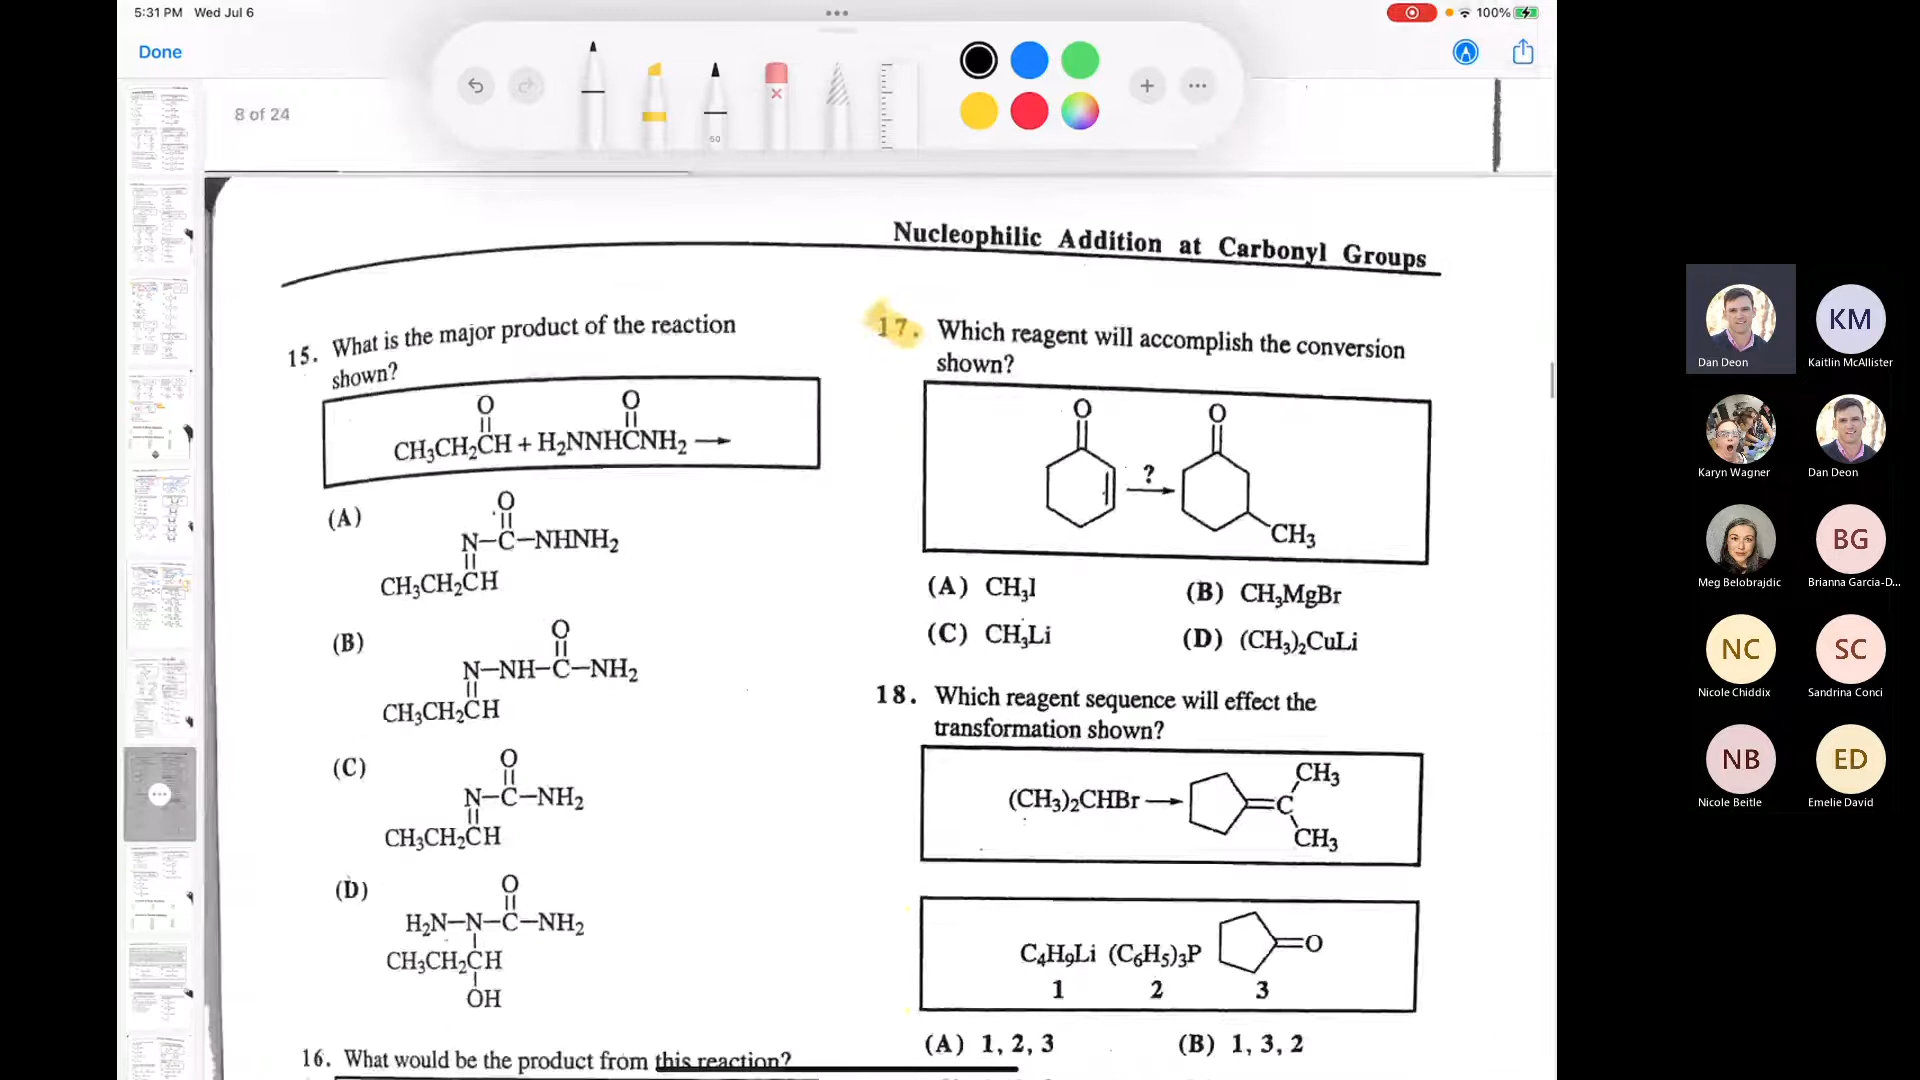 5:31 PM Wed Jul 6
100%
Done
50
8 of 24
Nucleophilic Addition at Carbonyl Groups
15. What is the major product of the reaction
shown?
O O
CH₃CH₂CH + H₂NNHCNH₂ →
(A)
O
N–C–NHNH₂
CH₃CH₂CH
(B)
O
N–NH–C–NH₂
CH₃CH₂CH
(C)
O
N–C–NH₂
CH₃CH₂CH
(D)
O
H₂N–N–C–NH₂
CH₃CH₂CH
OH
16. What would be the product from this reaction?
17. Which reagent will accomplish the conversion
shown?
O O
?
CH₃
(A) CH₃I (B) CH₃MgBr
(C) CH₃Li (D) (CH₃)₂CuLi
18. Which reagent sequence will effect the
transformation shown?
CH₃
(CH₃)₂CHBr → =C
CH₃
C₄H₉Li (C₆H₅)₃P =O
1 2 3
(A) 1, 2, 3 (B) 1, 3, 2
Dan Deon
KM
Kaitlin McAllister
Karyn Wagner
Dan Deon
Meg Belobrajdic
BG
Brianna Garcia-D...
NC
Nicole Chiddix
SC
Sandrina Conci
NB
Nicole Beitle
ED
Emelie David